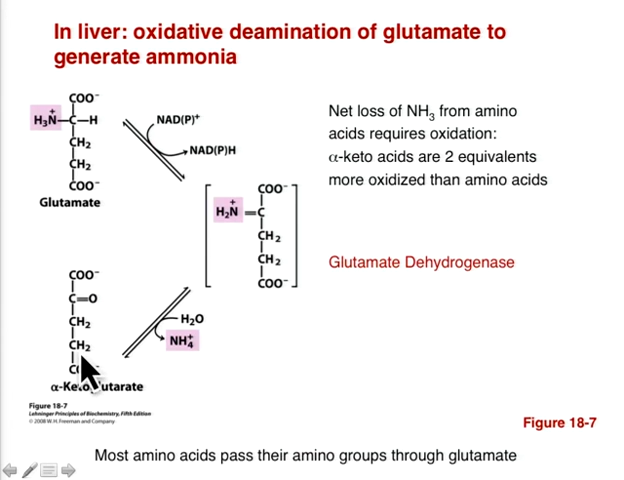 In liver: oxidative deamination of glutamate to
generate ammonia
COO⁻
H₃N⁺—C—H
CH₂
CH₂
COO⁻
Glutamate
NAD(P)⁺
NAD(P)H
Net loss of NH₃ from amino
acids requires oxidation:
α-keto acids are 2 equivalents
more oxidized than amino acids
COO⁻
H₂N⁺=C
CH₂
CH₂
COO⁻
Glutamate Dehydrogenase
COO⁻
C=O
CH₂
CH₂
H₂O
NH₄⁺
Figure 18-7
Lehninger Principles of Biochemistry, Fifth Edition
© 2008 W.H. Freeman and Company
Figure 18-7
Most amino acids pass their amino groups through glutamate